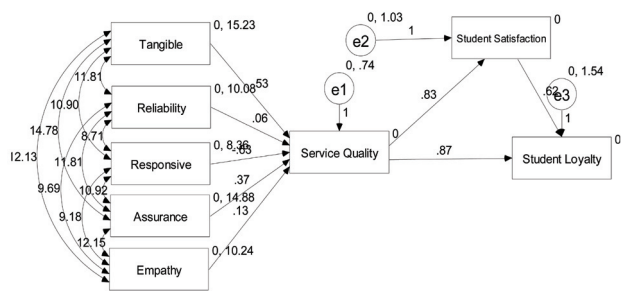 0, 15.23
Tangible
0, 10.08
Reliability
0, 8.36
Responsive
0, 14.88
Assurance
0, 10.24
Empathy
11.81
10.90
14.78
12.13
8.71
11.81
9.69
10.92
9.18
12.15
.53
.06
.37
.13
0, .74
e1
1
0
Service Quality
0, 1.03
e2
1
0
Student Satisfaction
.83
.62
.87
0, 1.54
e3
1
0
Student Loyalty